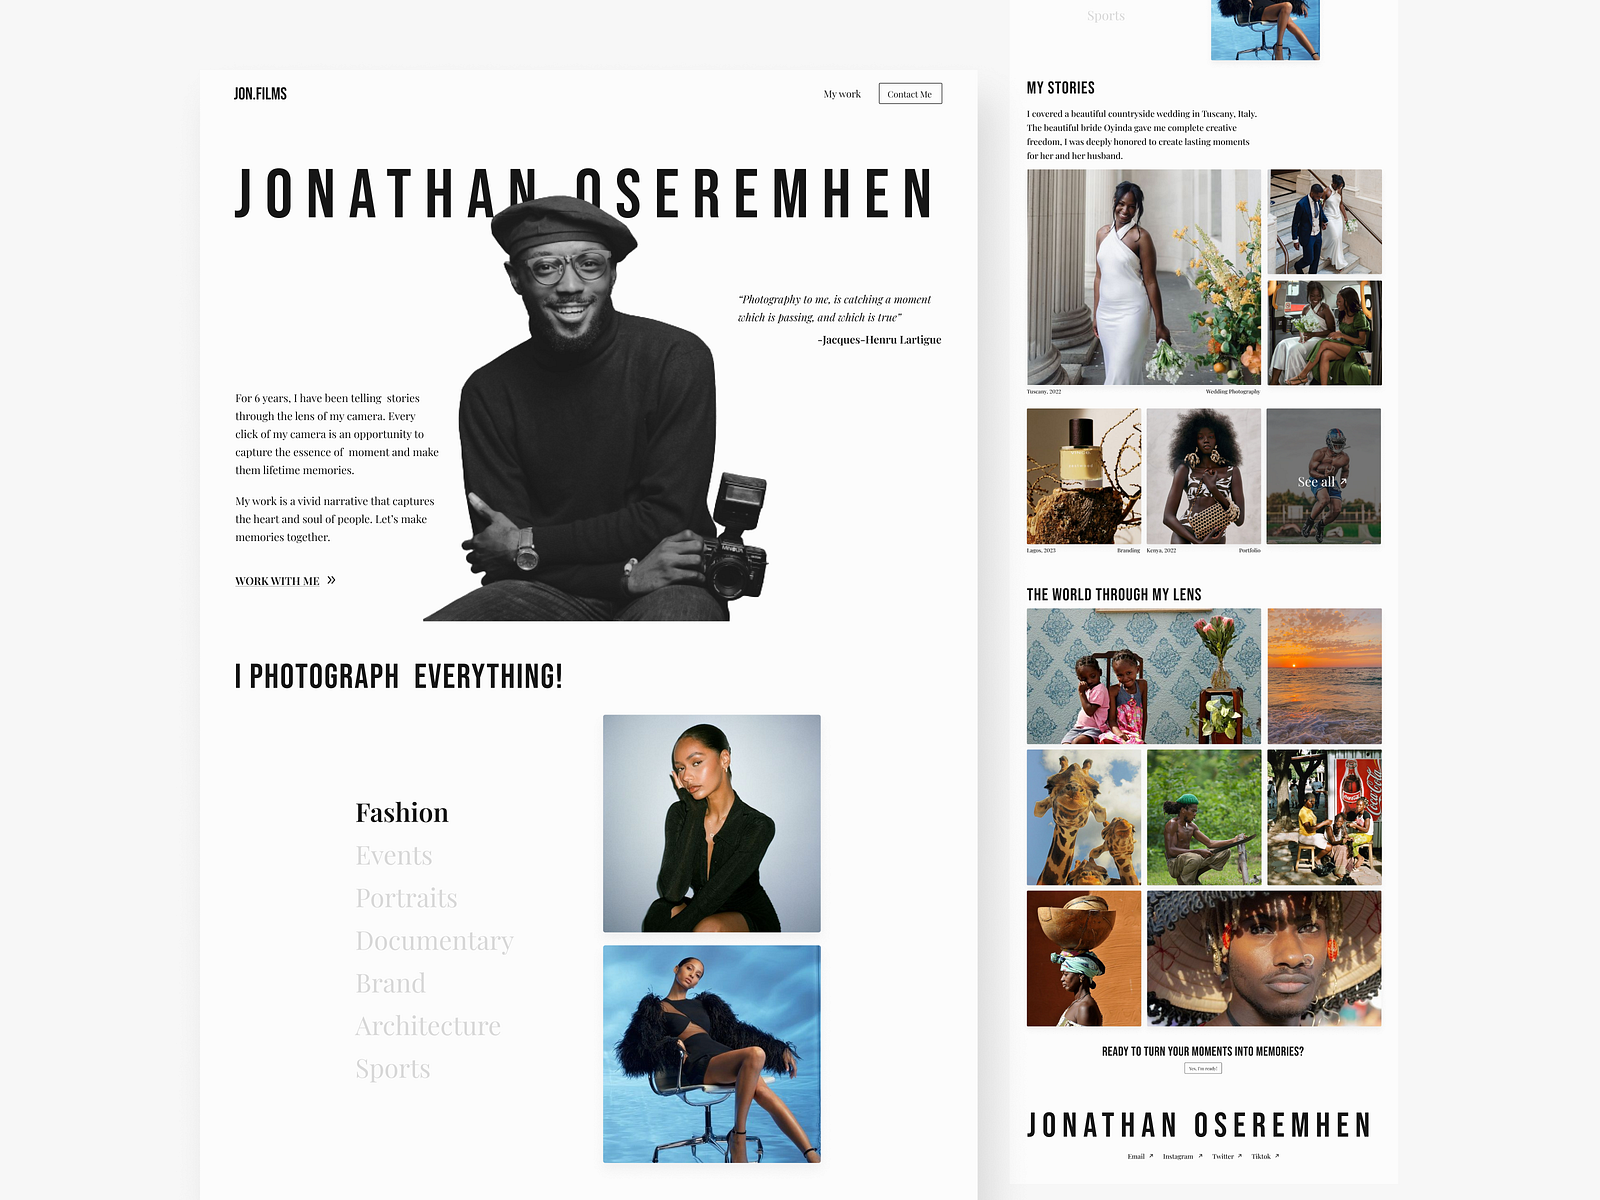 JON.FILMS
My work
Contact Me
JONATHAN OSEREMHEN
“Photography to me, is catching a moment
which is passing, and which is true”
-Jacques-Henru Lartigue
For 6 years, I have been telling stories
through the lens of my camera. Every
click of my camera is an opportunity to
capture the essence of moment and make
them lifetime memories.
My work is a vivid narrative that captures
the heart and soul of people. Let’s make
memories together.
WORK WITH ME »
I PHOTOGRAPH EVERYTHING!
Fashion
Events
Portraits
Documentary
Brand
Architecture
Sports
Sports
MY STORIES
I covered a beautiful countryside wedding in Tuscany, Italy.
The beautiful bride Oyinda gave me complete creative
freedom, I was deeply honored to create lasting moments
for her and her husband.
Tuscany, 2022
Wedding Photography
See all ↗
Lagos, 2023
Branding
Kenya, 2022
Portfolio
THE WORLD THROUGH MY LENS
Coca-Cola
READY TO TURN YOUR MOMENTS INTO MEMORIES?
Yes, I'm ready!
JONATHAN OSEREMHEN
Email ↗ Instagram ↗ Twitter ↗ Tiktok ↗